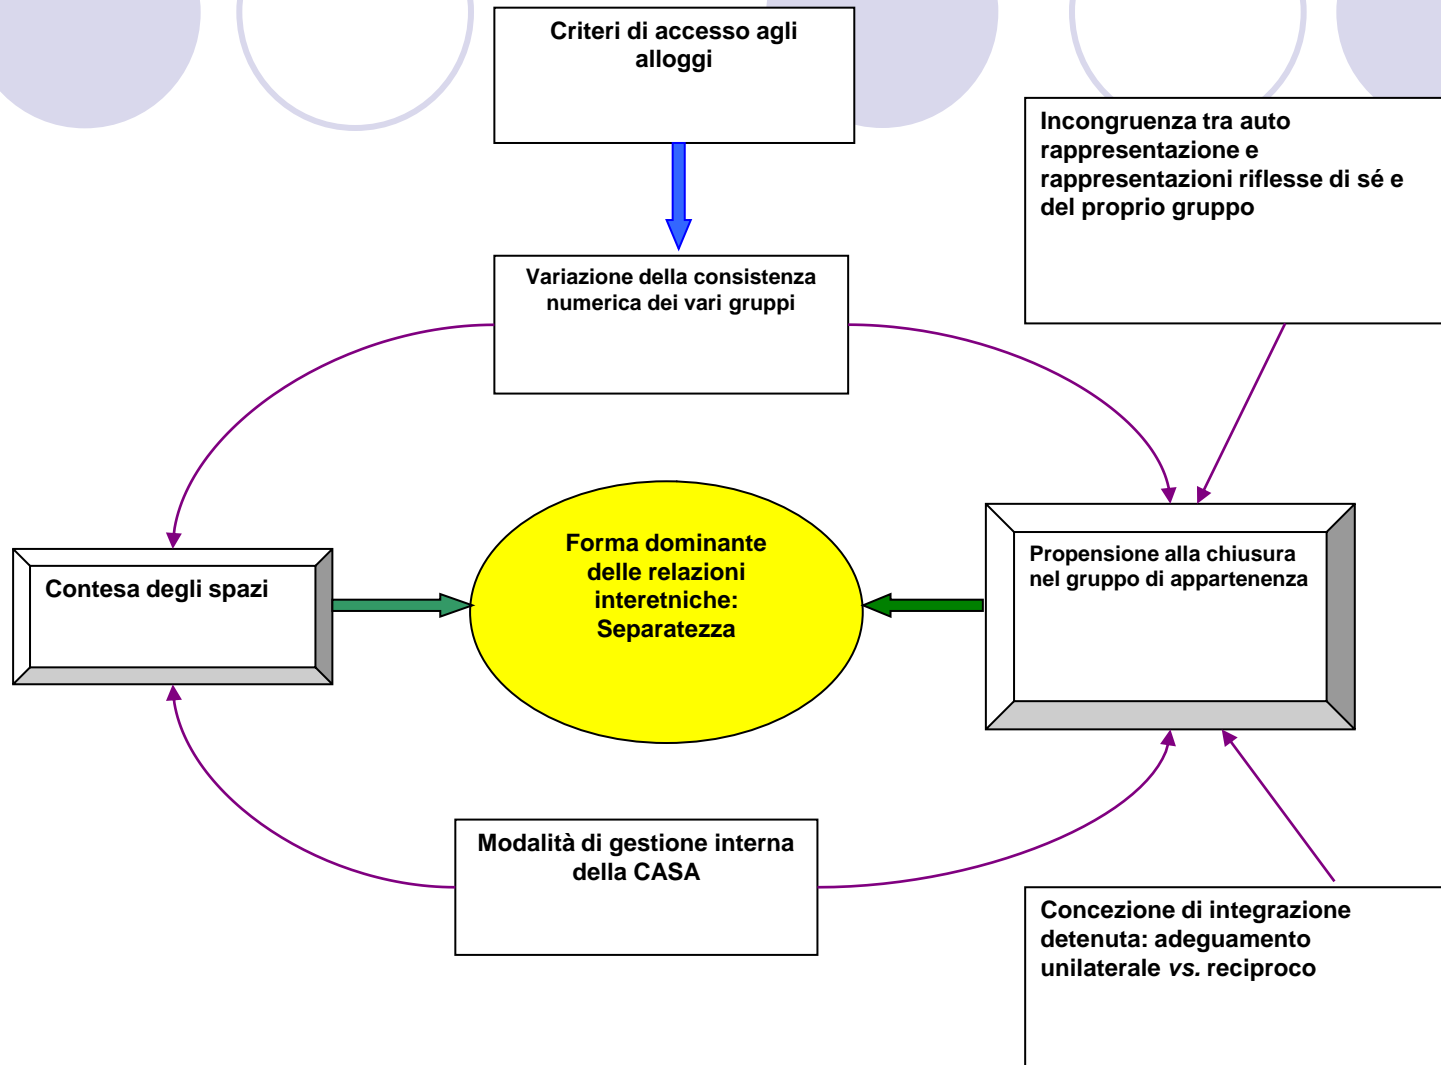 Criteri di accesso agli
alloggi
Incongruenza tra auto
rappresentazione e
rappresentazioni riflesse di sé e
del proprio gruppo
Variazione della consistenza
numerica dei vari gruppi
Forma dominante
delle relazioni
interetniche:
Separatezza
Propensione alla chiusura
nel gruppo di appartenenza
Contesa degli spazi
Modalità di gestione interna
della CASA
Concezione di integrazione
detenuta: adeguamento
unilaterale vs. reciproco